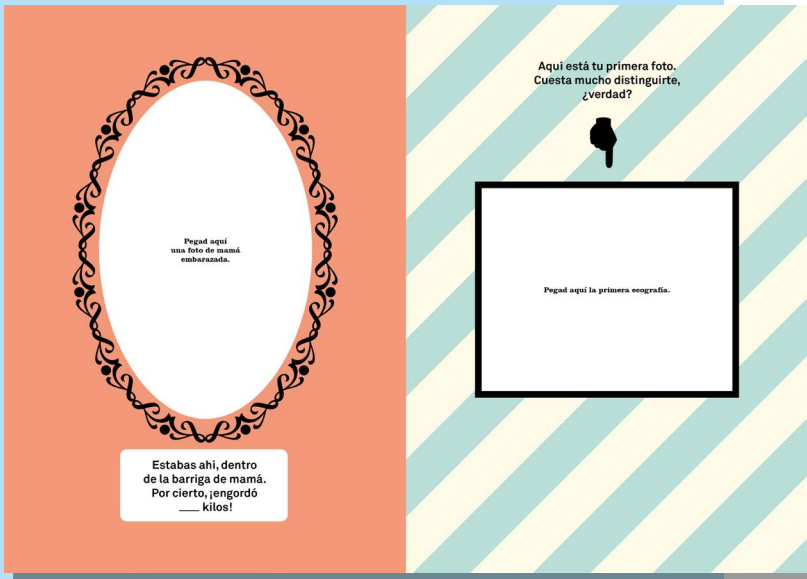 Pegad aquí
una foto de mamá
embarazada.
Estabas ahí, dentro
de la barriga de mamá.
Por cierto, ¡engordó
___ kilos!
Aquí está tu primera foto.
Cuesta mucho distinguirte,
¿verdad?
Pegad aquí la primera ecografía.